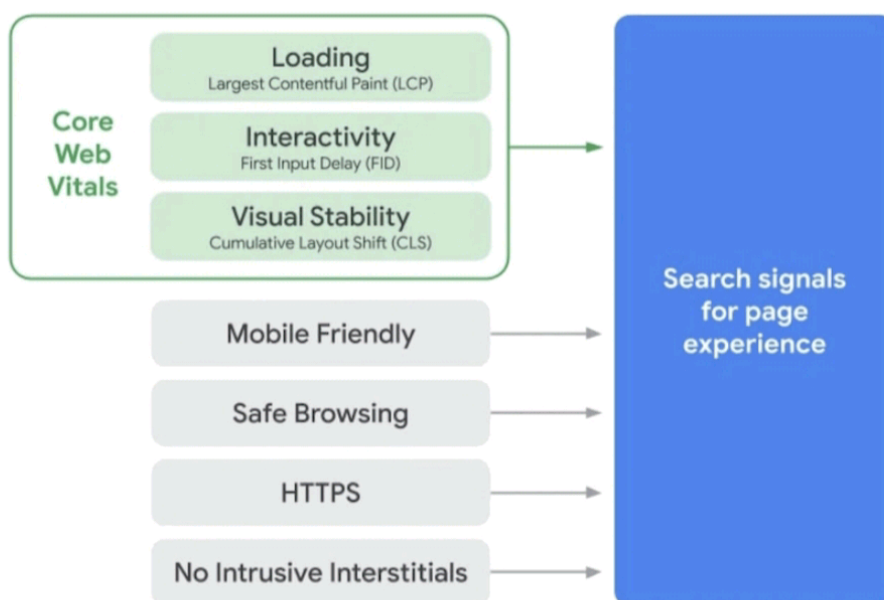 Core
Web
Vitals
Loading
Largest Contentful Paint (LCP)
Interactivity
First Input Delay (FID)
Visual Stability
Cumulative Layout Shift (CLS)
Mobile Friendly
Safe Browsing
HTTPS
No Intrusive Interstitials
Search signals
for page
experience